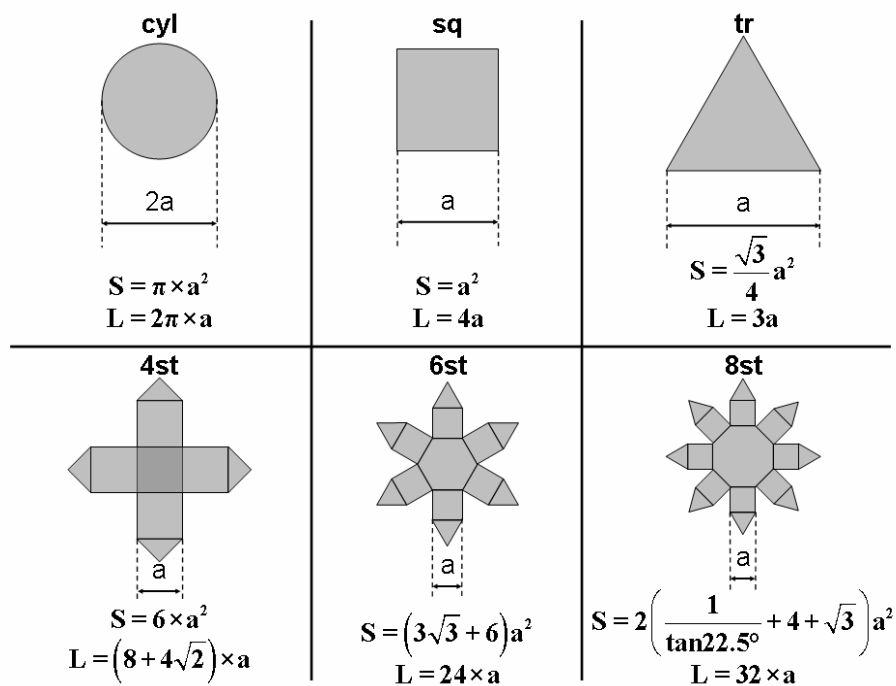 cyl
2a
S = π × a²
L = 2π × a
sq
a
S = a²
L = 4a
tr
a
S = √3/4 a²
L = 3a
4st
a
S = 6 × a²
L = (8 + 4√2) × a
6st
a
S = (3√3 + 6)a²
L = 24 × a
8st
a
S = 2(1/tan22.5° + 4 + √3)a²
L = 32 × a